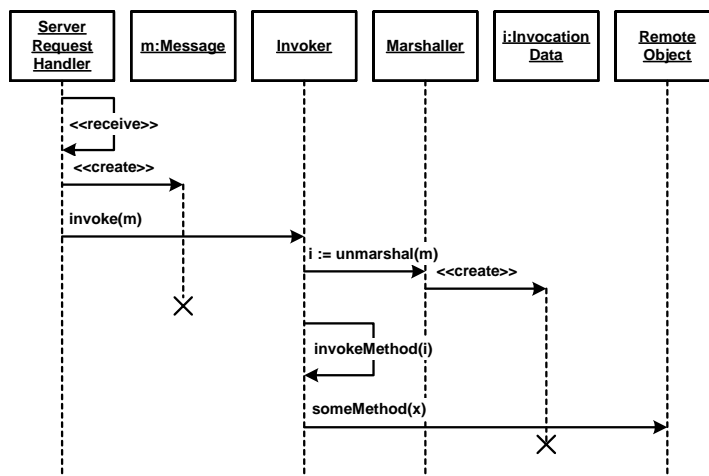 Server
Request
Handler
m:Message
Invoker
Marshaller
i:Invocation
Data
Remote
Object
<<receive>>
<<create>>
invoke(m)
i := unmarshal(m)
<<create>>
invokeMethod(i)
someMethod(x)